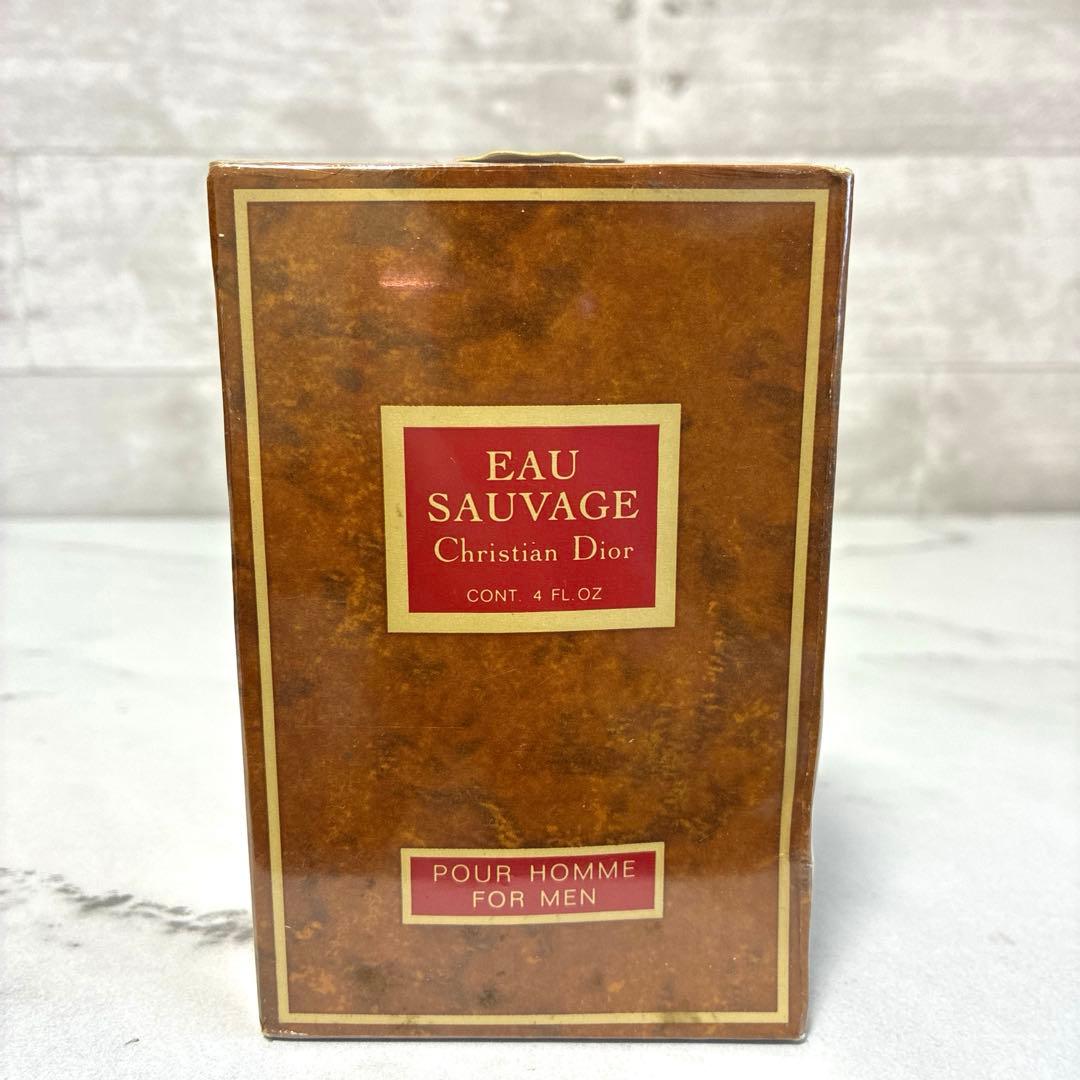 EAU
SAUVAGE
Christian Dior
CONT. 4 FL.OZ
POUR HOMME
FOR MEN